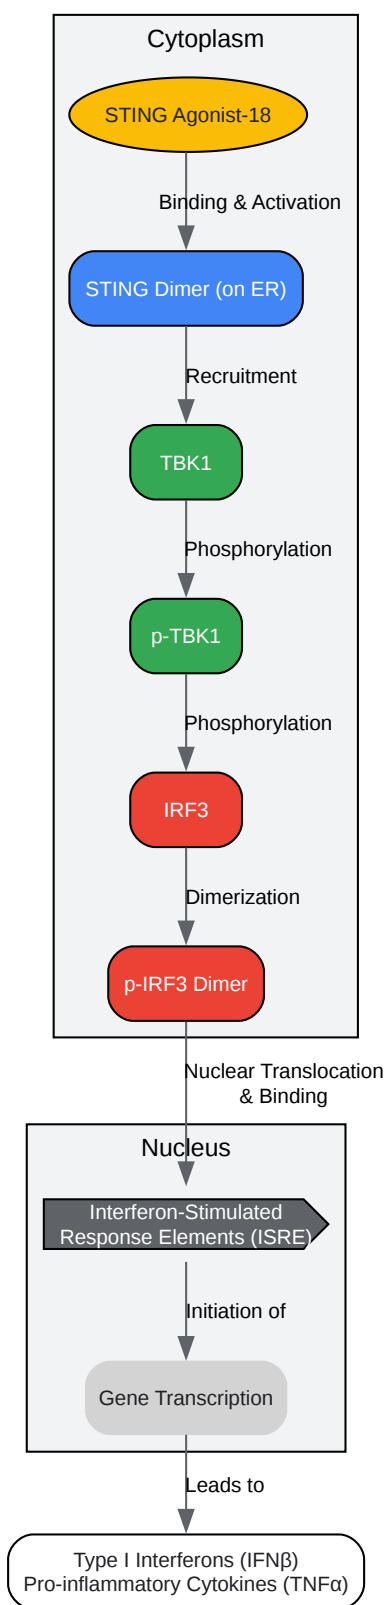 Cytoplasm
STING Agonist-18
Binding & Activation
STING Dimer (on ER)
Recruitment
TBK1
Phosphorylation
p-TBK1
Phosphorylation
IRF3
Dimerization
p-IRF3 Dimer
Nuclear Translocation
& Binding
Nucleus
Interferon-Stimulated
Response Elements (ISRE)
Initiation of
Gene Transcription
Leads to
Type I Interferons (IFNβ)
Pro-inflammatory Cytokines (TNFα)